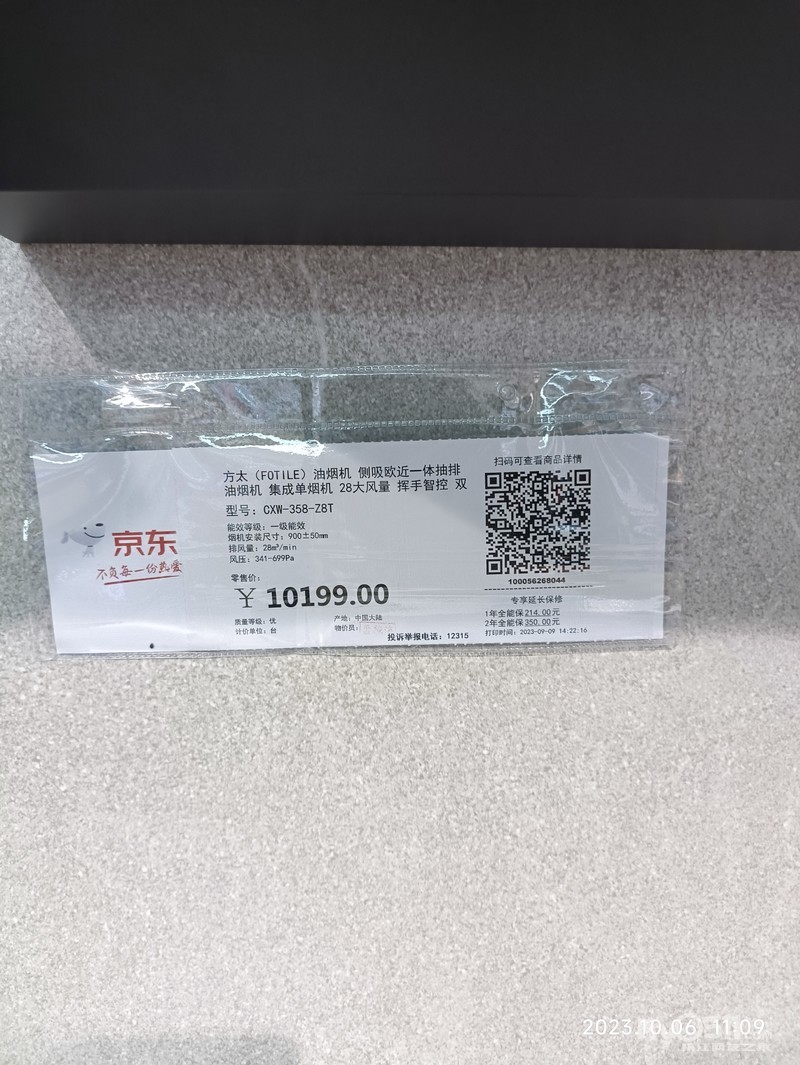 方太（FOTILE）油烟机 侧吸欧近一体抽排
油烟机 集成单烟机 28大风量 挥手智控 双
型号：CXW-358-Z8T
能效等级：一级能效
烟机安装尺寸：900±50mm
排风量：28m³/min
风压：341-699Pa
零售价：
￥10199.00
质量等级：优
计价单位：台
产地：中国大陆
物价员：
投诉举报电话：12315
京东
不负每一份热爱
扫码可查看商品详情
100056268044
专享延长保修
1年全能保214.00元
2年全能保350.00元
打印时间：2023-09-09 14:22:16
2023.10.06 11:09